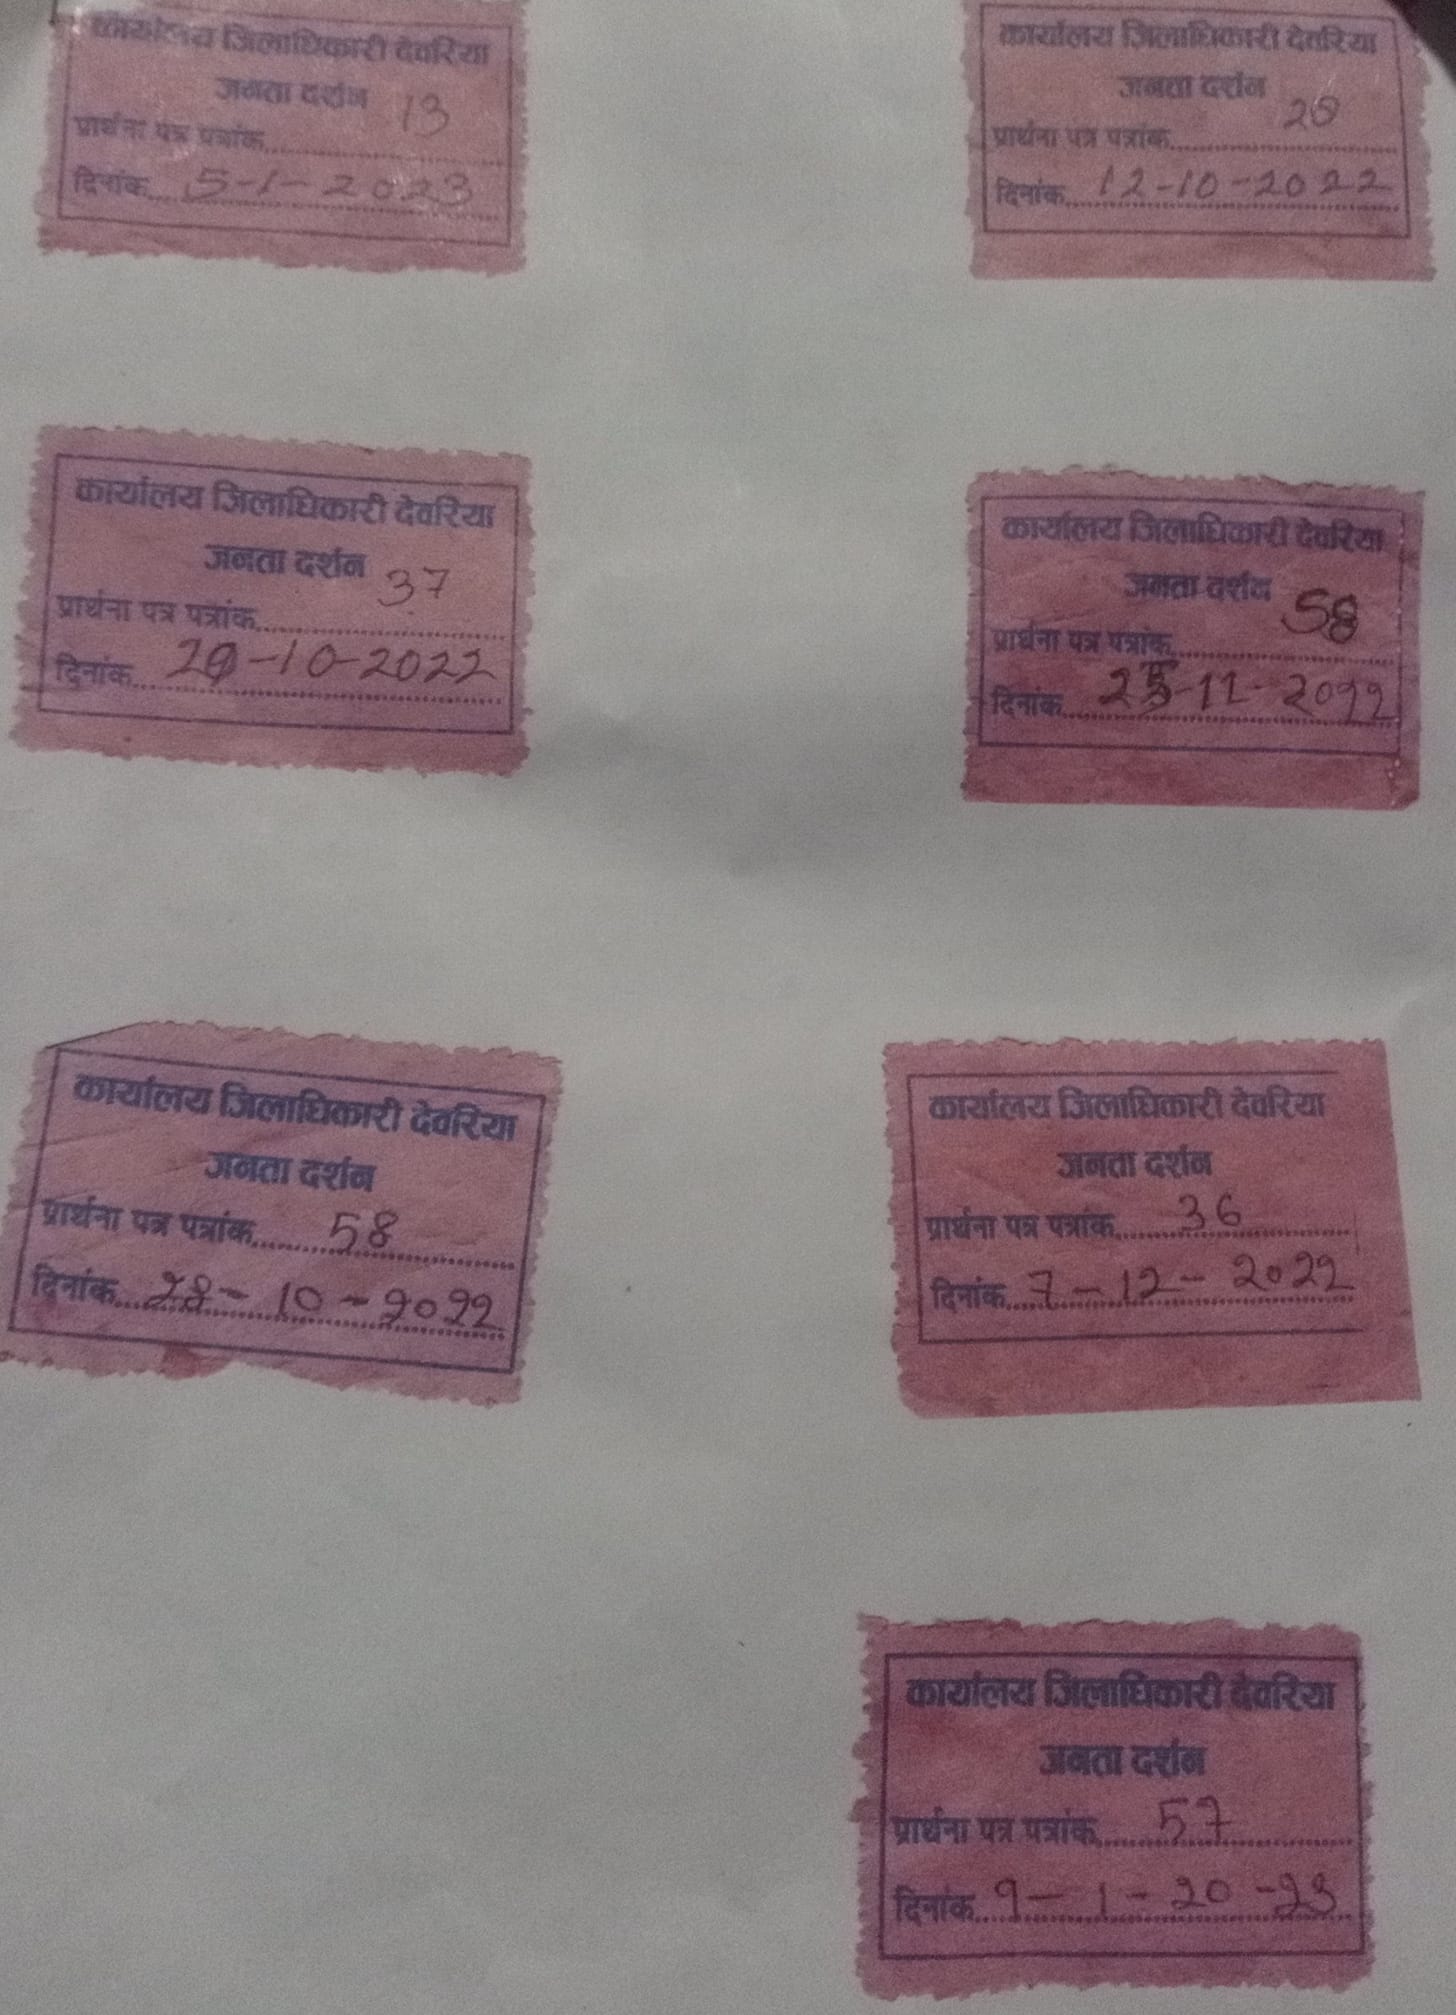 कार्यालय जिलाधिकारी देवरिया
जनता दर्शन
प्रार्थना पत्र पत्रांक 13
दिनांक 5-1-2023
कार्यालय जिलाधिकारी देवरिया
जनता दर्शन
प्रार्थना पत्र पत्रांक 20
दिनांक 12-10-2022
कार्यालय जिलाधिकारी देवरिया
जनता दर्शन
प्रार्थना पत्र पत्रांक 37
दिनांक
कार्यालय जिलाधिकारी देवरिया
जनता दर्शन
प्रार्थना पत्र पत्रांक 58
दिनांक
कार्यालय जिलाधिकारी देवरिया
जनता दर्शन
प्रार्थना पत्र पत्रांक 58
दिनांक 28-10-2022
कार्यालय जिलाधिकारी देवरिया
जनता दर्शन
प्रार्थना पत्र पत्रांक 36
दिनांक 7-12-2022
कार्यालय जिलाधिकारी देवरिया
जनता दर्शन
प्रार्थना पत्र पत्रांक 57
दिनांक 9-1-20-23